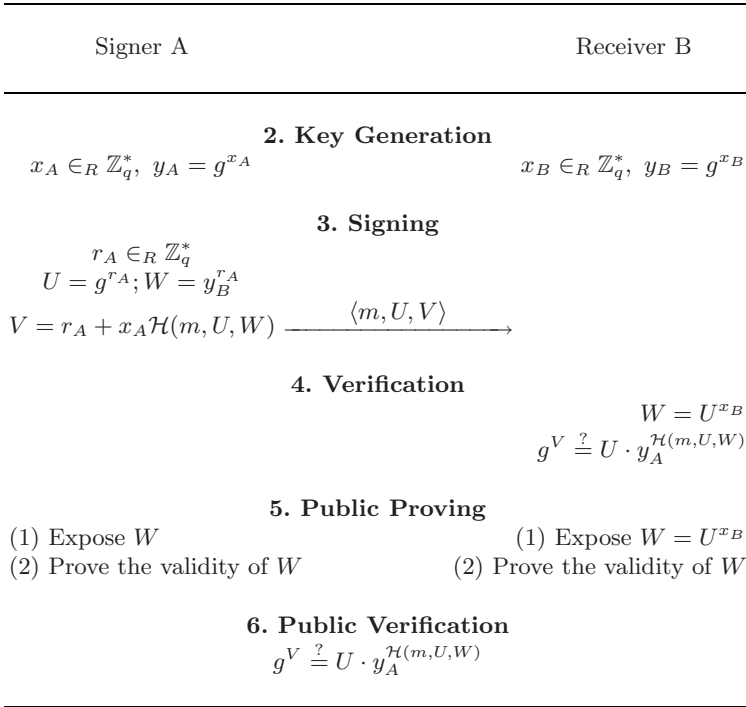 Signer A Receiver B
2. Key Generation
x_A ∈_R ℤ_q^*, y_A = g^{x_A} x_B ∈_R ℤ_q^*, y_B = g^{x_B}
3. Signing
r_A ∈_R ℤ_q^*
U = g^{r_A}; W = y_B^{r_A}
V = r_A + x_A ℋ(m, U, W) ⟨m, U, V⟩ ⟶
4. Verification
W = U^{x_B}
g^V ≟ U · y_A^{ℋ(m,U,W)}
5. Public Proving
(1) Expose W (1) Expose W = U^{x_B}
(2) Prove the validity of W (2) Prove the validity of W
6. Public Verification
g^V ≟ U · y_A^{ℋ(m,U,W)}